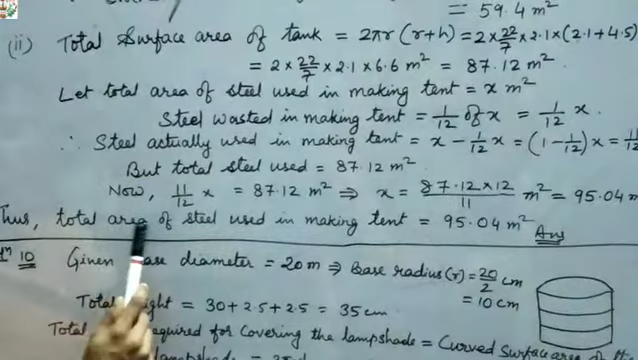 = 59.4 m²
(ii) Total Surface area of tank = 2πr (r+h) = 2×22/7×2.1×(2.1+4.5)
= 2×22/7×2.1×6.6 m² = 87.12 m²
Let total area of steel used in making tent = x m²
Steel wasted in making tent = 1/12 of x = 1/12 x.
∴ Steel actually used in making tent = x - 1/12 x = (1-1/12)x = 11/12
But total steel used = 87.12 m²
Now, 11/12 x = 87.12 m² ⇒ x = 87.12×12/11 m² = 95.04 m
Thus, total area of steel used in making tent = 95.04 m² Ans
10 Given base diameter = 20m ⇒ Base radius (r) = 20/2 cm
= 10 cm
Total = 30 + 2.5 + 2.5 = 35 cm
Total for Covering the lampshade = Curved Surface area of